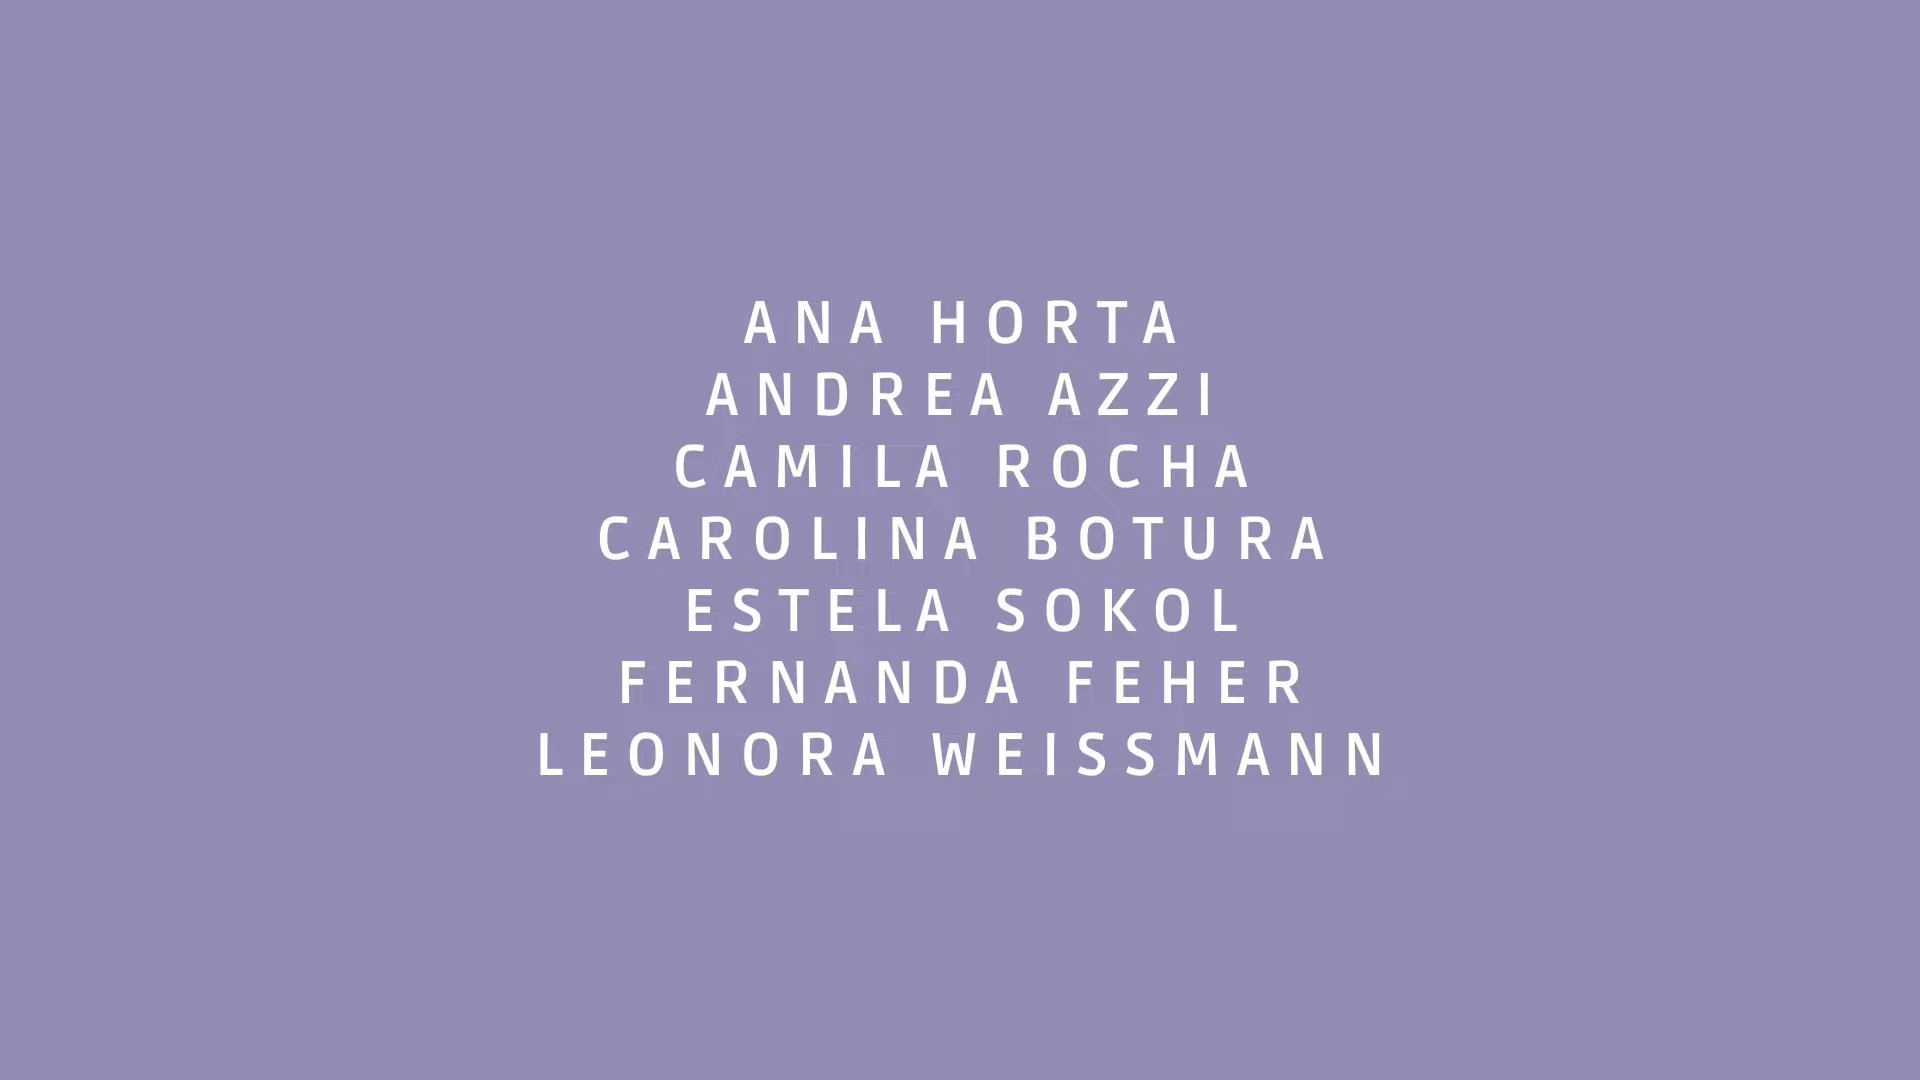 ANA HORTA
ANDREA AZZI
CAMILA ROCHA
CAROLINA BOTURA
ESTELA SOKOL
FERNANDA FEHER
LEONORA WEISSMANN